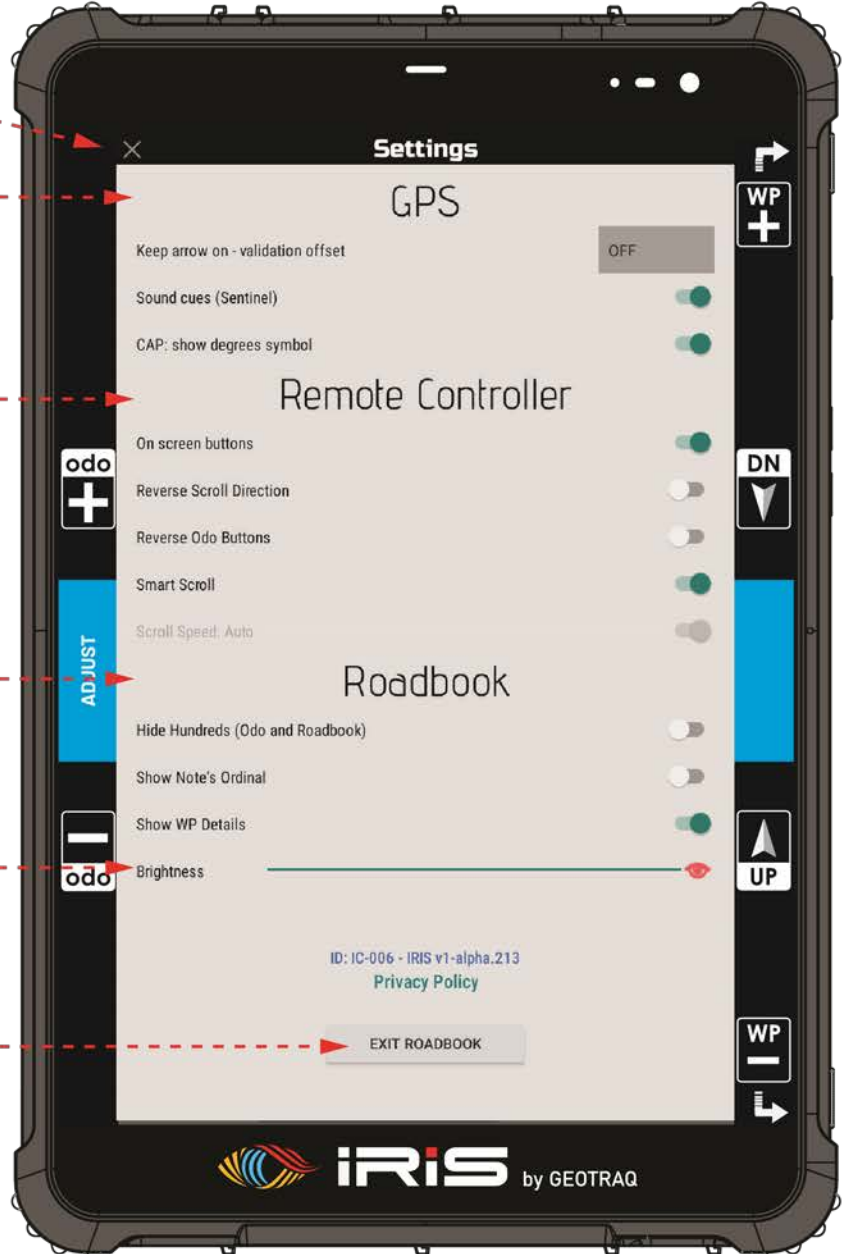 Settings
WP
GPS
Keep arrow on - validation offset OFF
Sound cues (Sentinel)
CAP: show degrees symbol
Remote Controller
On screen buttons
odo
DN
Reverse Scroll Direction
Reverse Odo Buttons
Smart Scroll
Scroll Speed: Auto
ADJUST
Roadbook
Hide Hundreds (Odo and Roadbook)
Show Note's Ordinal
Show WP Details
Brightness
odo
UP
ID: IC-006 - IRIS v1-alpha.213
Privacy Policy
EXIT ROADBOOK
WP
iRiS by GEOTRAQ